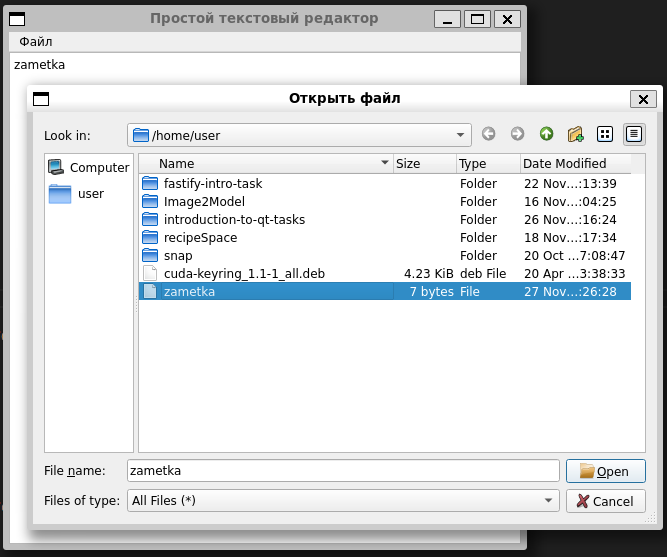 Простой текстовый редактор
Файл
zametka
Открыть файл
Look in: /home/user
Computer
user
Name Size Type Date Modified
fastify-intro-task Folder 22 Nov...:13:39
Image2Model Folder 16 Nov...:04:25
introduction-to-qt-tasks Folder 26 Nov...:16:24
recipeSpace Folder 18 Nov...:17:34
snap Folder 20 Oct ...7:08:47
cuda-keyring_1.1-1_all.deb 4.23 KiB deb File 20 Apr ...3:38:33
zametka 7 bytes File 27 Nov...:26:28
File name: zametka Open
Files of type: All Files (*) Cancel